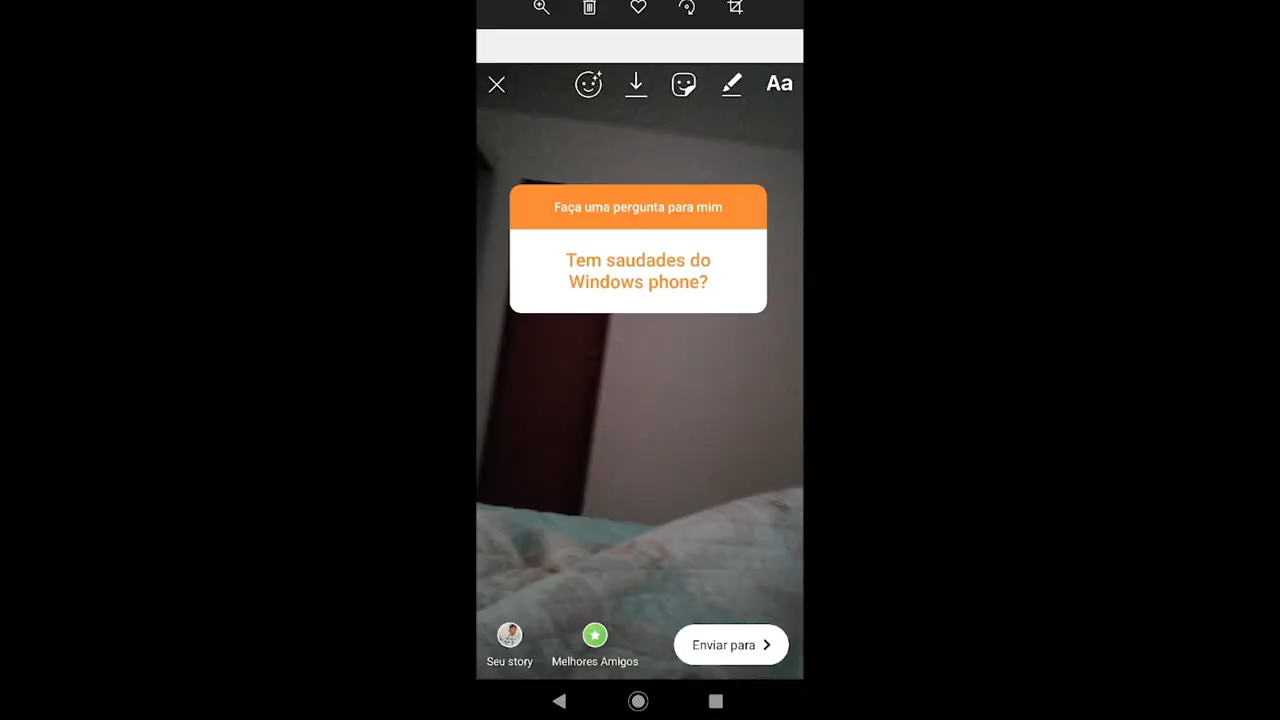 Aa
Faça uma pergunta para mim
Tem saudades do
Windows phone?
Seu story
Melhores Amigos
Enviar para